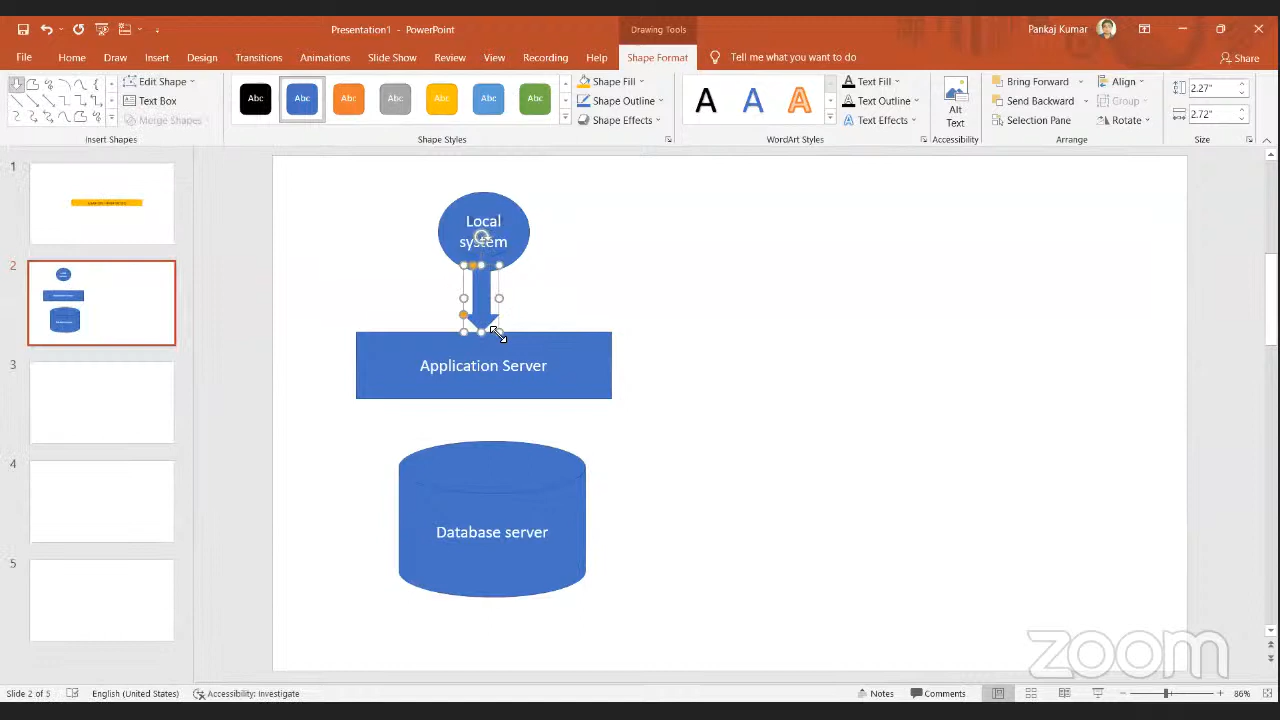 Presentation1 - PowerPoint
Drawing Tools
Pankaj Kumar
File Home Draw Insert Design Transitions Animations Slide Show Review View Recording Help Shape Format Tell me what you want to do Share
Edit Shape
Text Box
Merge Shapes
Insert Shapes
Abc Abc Abc Abc Abc Abc Abc
Shape Fill
Shape Outline
Shape Effects
Shape Styles
A A A
Text Fill
Text Outline
Text Effects
WordArt Styles
Alt
Text
Accessibility
Bring Forward
Send Backward
Selection Pane
Align
Group
Rotate
Arrange
2.27"
2.72"
Size
1
2
3
4
5
Local
system
Application Server
Database server
zoom
Slide 2 of 5 English (United States) Accessibility: Investigate Notes Comments 86%